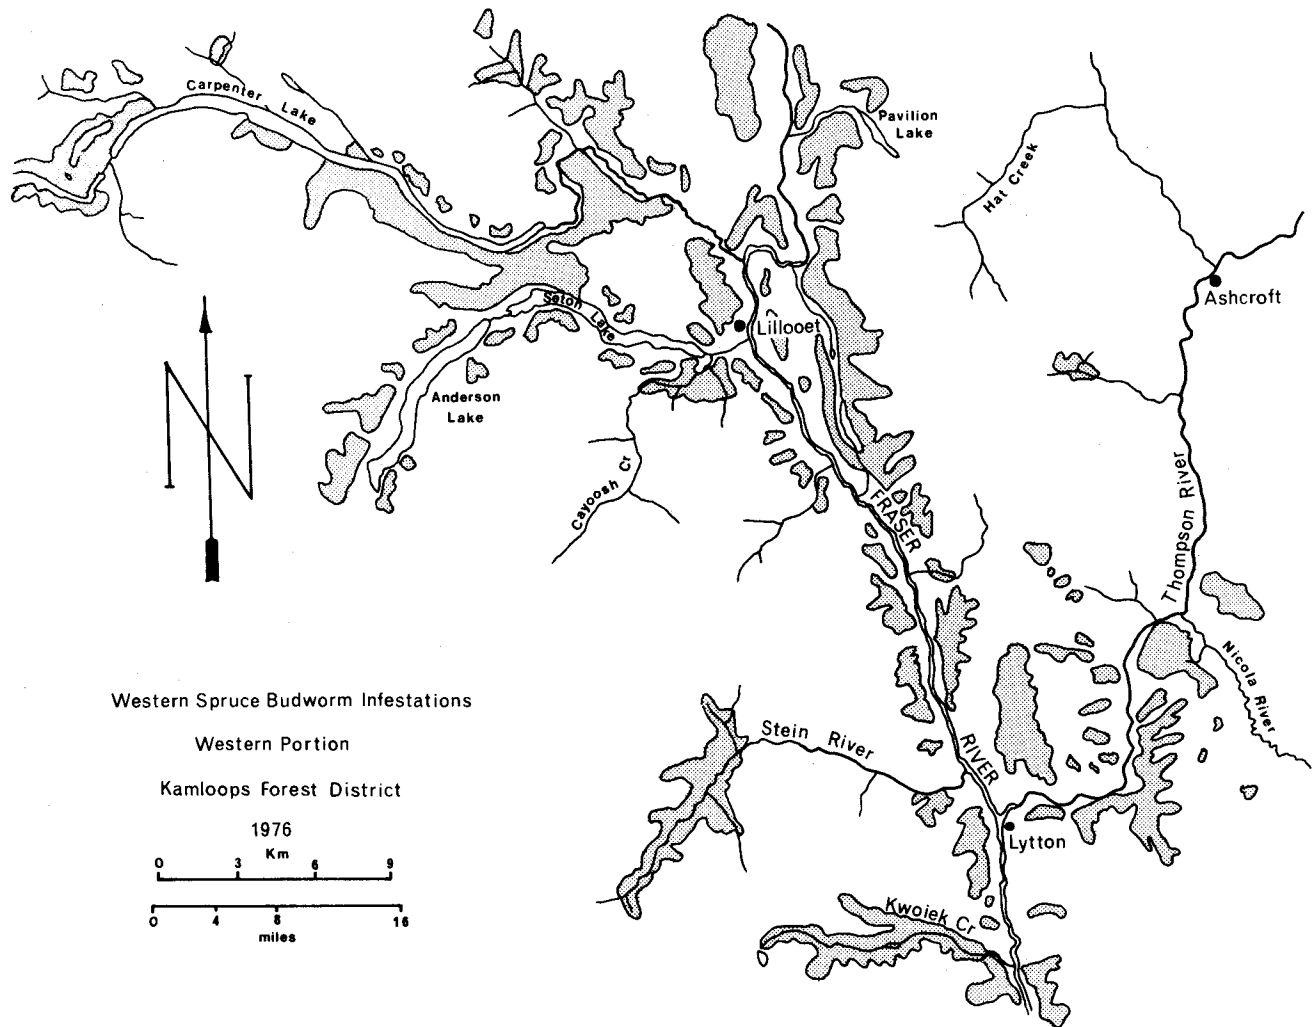 Carpenter Lake
Pavilion
Lake
Hat Creek
Ashcroft
Seton Lake
Lillooet
Anderson
Lake
Cayoosh Cr
FRASER
RIVER
Thompson River
Nicola River
Stein River
Lytton
Kwoiek Cr
N
Western Spruce Budworm Infestations
Western Portion
Kamloops Forest District
1976
Km
0 3 6 9
0 4 8 16
miles